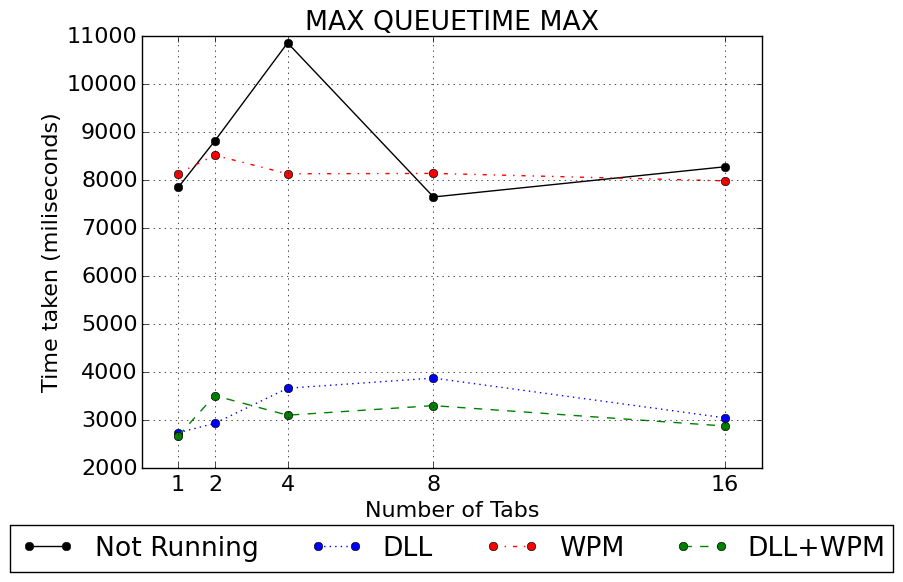 MAX QUEUETIME MAX
11000
10000
9000
8000
7000
6000
5000
4000
3000
2000
Time taken (miliseconds)
1 2 4 8 16
Number of Tabs
Not Running DLL WPM DLL+WPM